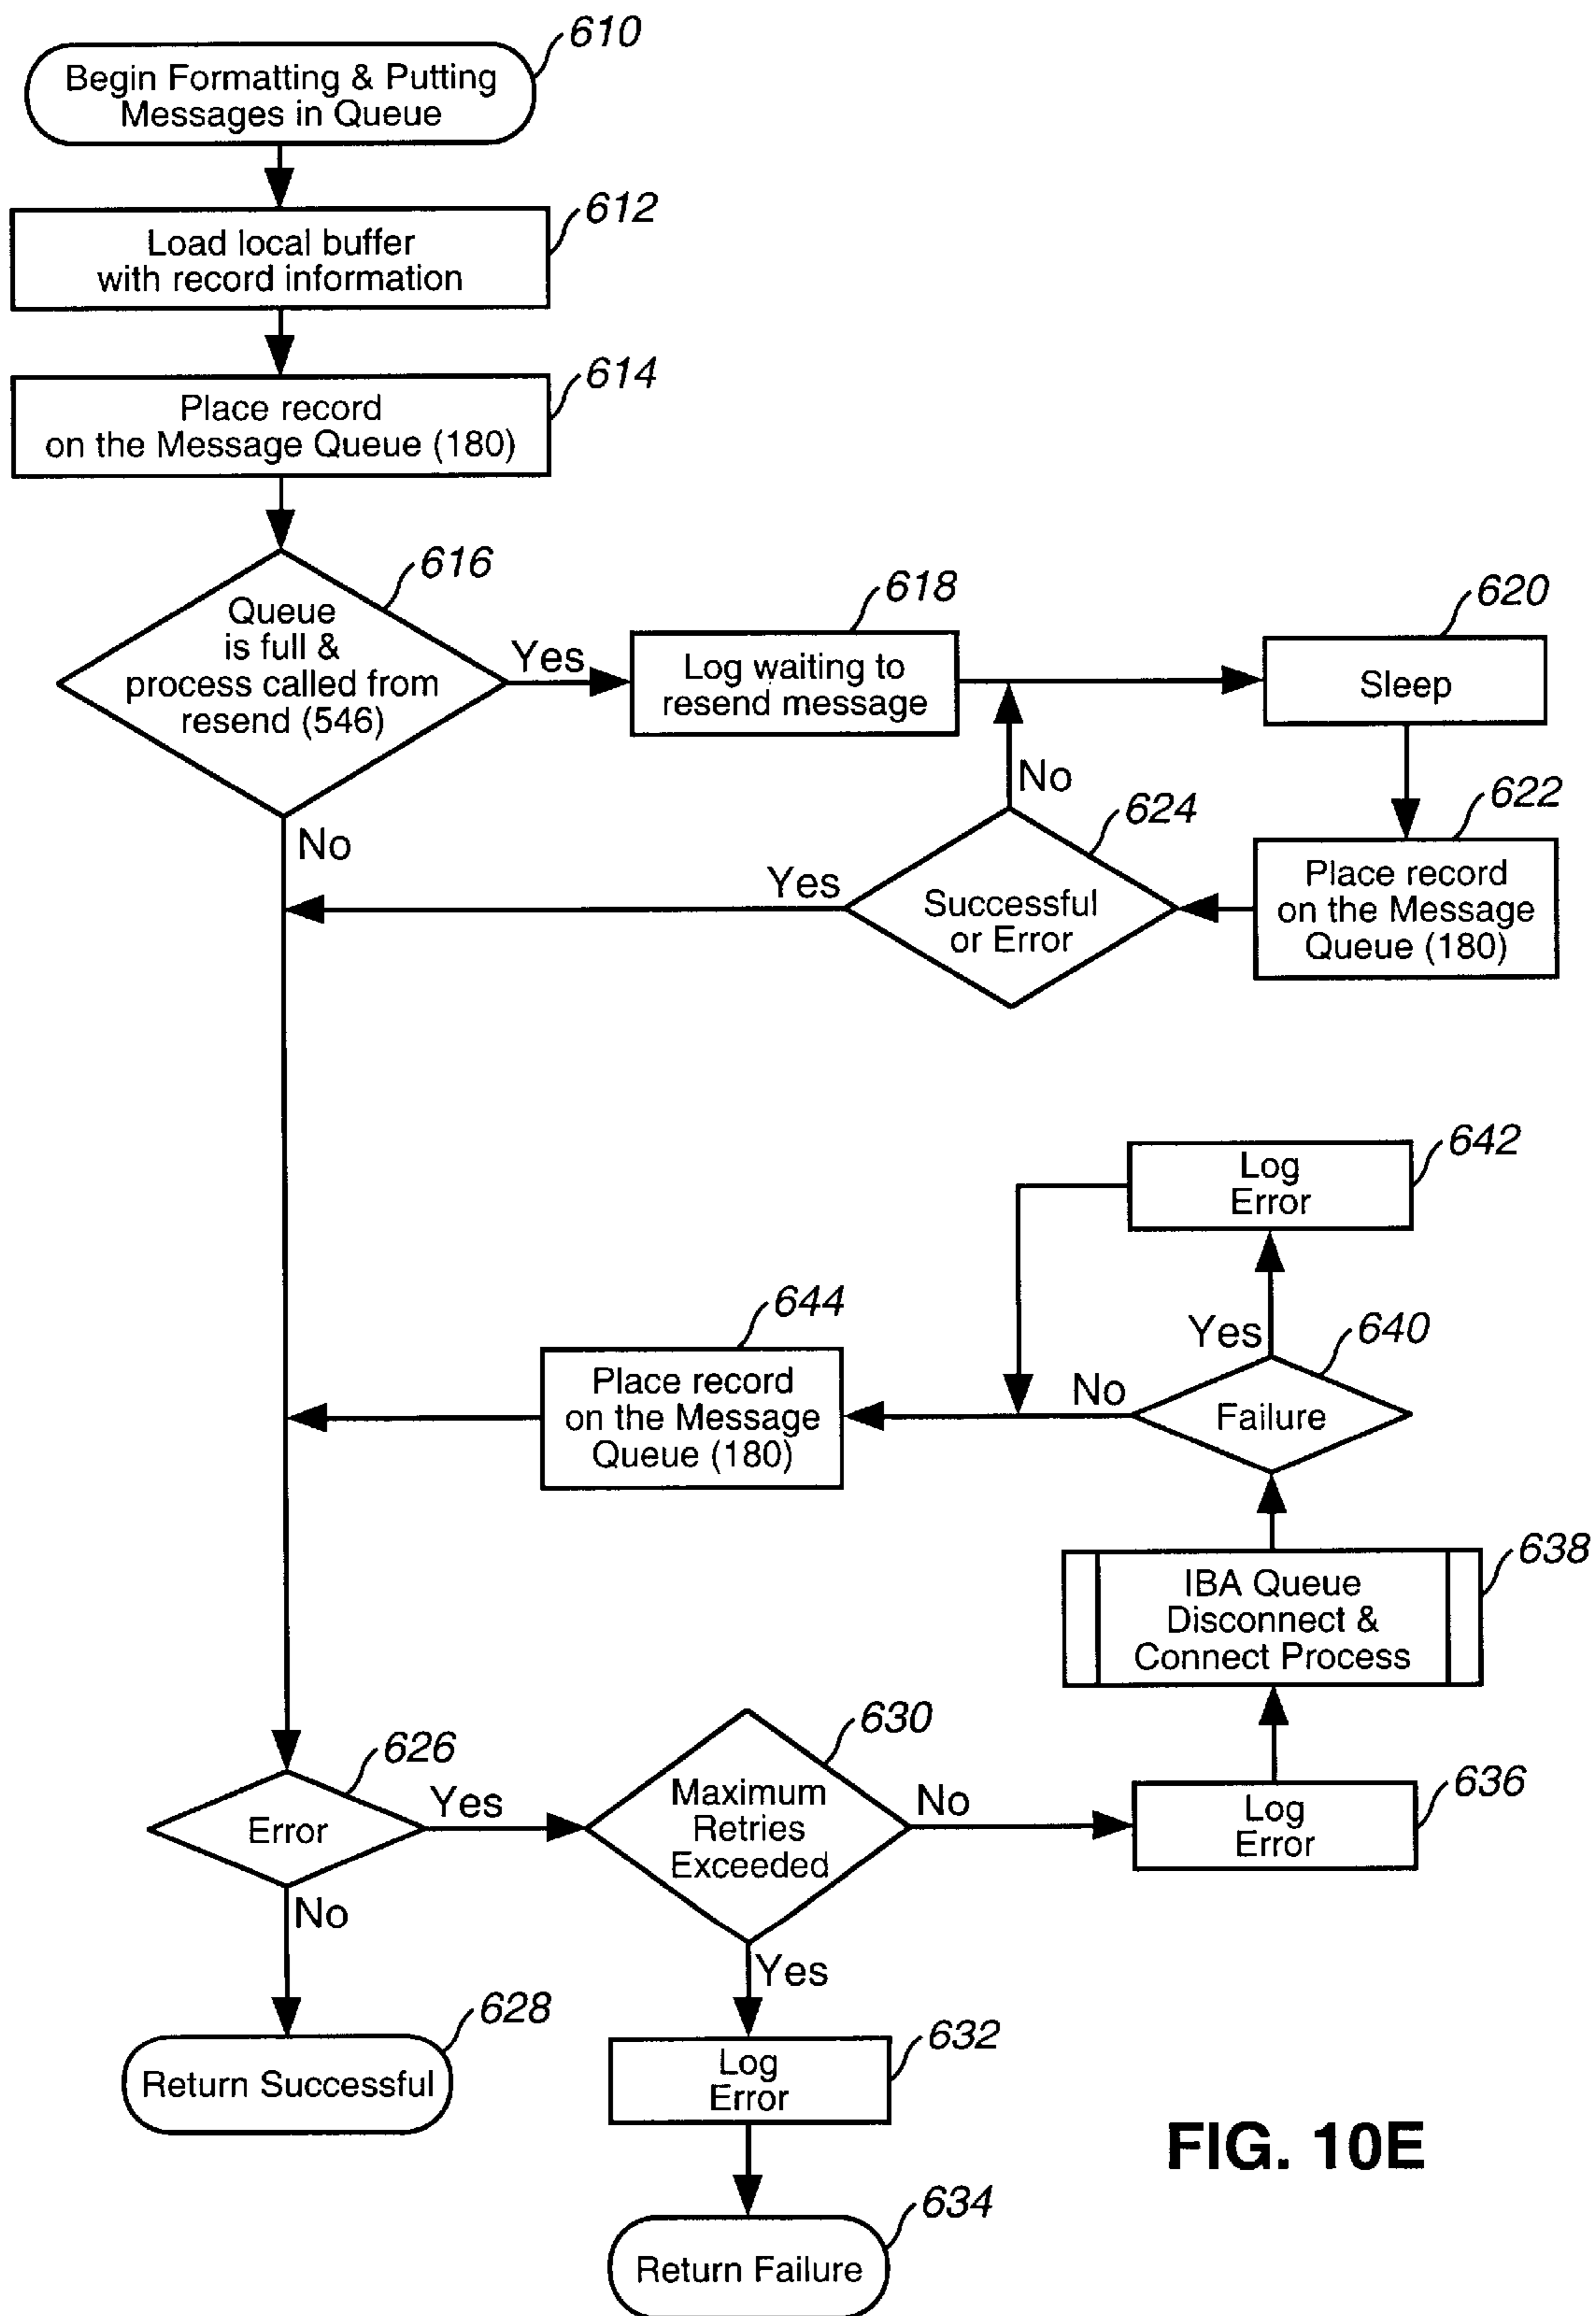 610
Begin Formatting & Putting
Messages in Queue
612
Load local buffer
with record information
614
Place record
on the Message Queue (180)
616
Queue
is full &
process called from
resend (546)
Yes
618
Log waiting to
resend message
620
Sleep
No
622
Place record
on the Message
Queue (180)
624
Successful
or Error
Yes
No
642
Log
Error
Yes
640
Failure
No
644
Place record
on the Message
Queue (180)
638
IBA Queue
Disconnect &
Connect Process
626
Error
Yes
630
Maximum
Retries
Exceeded
No
636
Log
Error
No
Yes
628
Return Successful
632
Log
Error
634
Return Failure
FIG. 10E